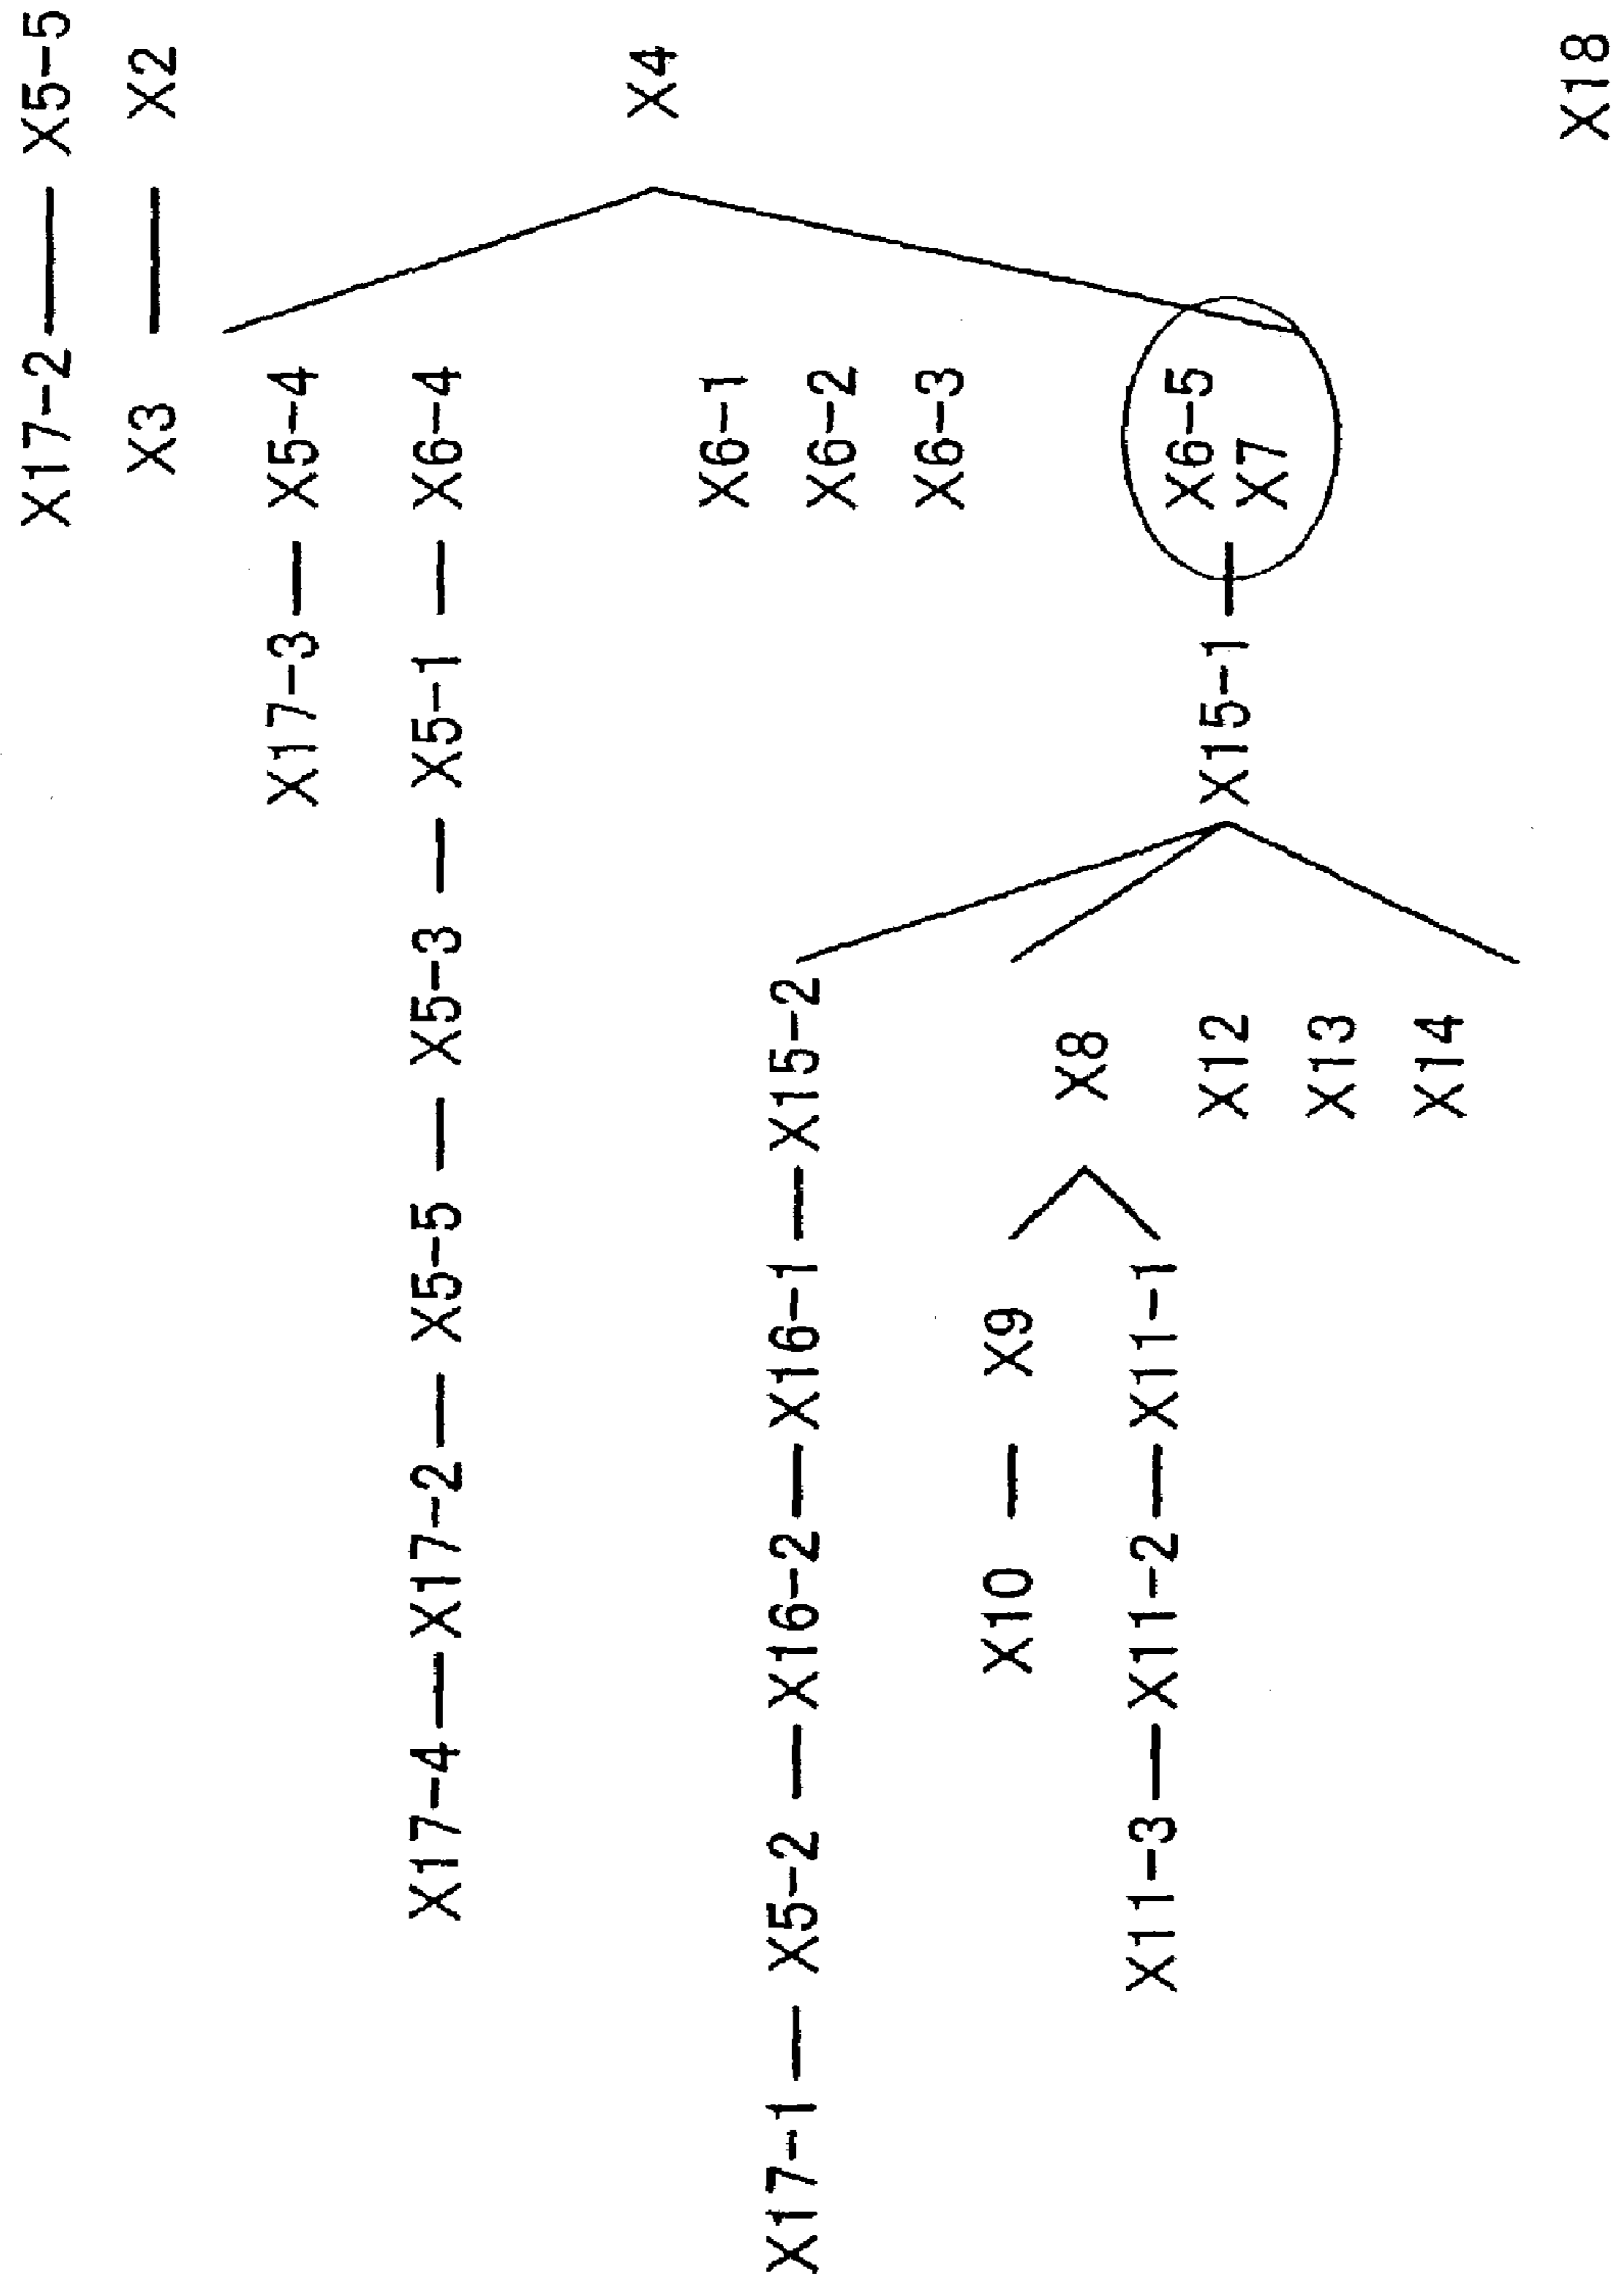 X17-2 — X5-5
X3 — X2
X17-3 — X5-4
X17-4 — X17-2 — X5-5 — X5-3 — X5-1 — X6-4
X4
X6-1
X17-1 — X5-2 — X16-2 — X16-1 — X15-2
X6-2
X6-3
X10 — X9
X8
X11-3 — X11-2 — X11-1
X6-5
X12 X15-1 —
X7
X13
X14
X18